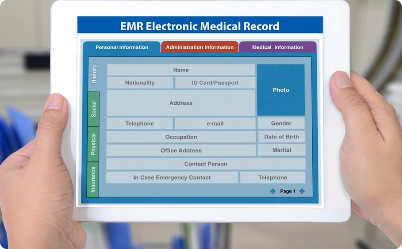 EMR Electronic Medical Record
Personal Information Administration Information Medical Information
History
Social
Physical
Insurance
Name
Nationality ID Card/Passport
Photo
Address
Telephone e-mail Gender
Occupation Date of Birth
Office Address Marital
Contact Person
In Case Emergency Contact Telephone
Page 1